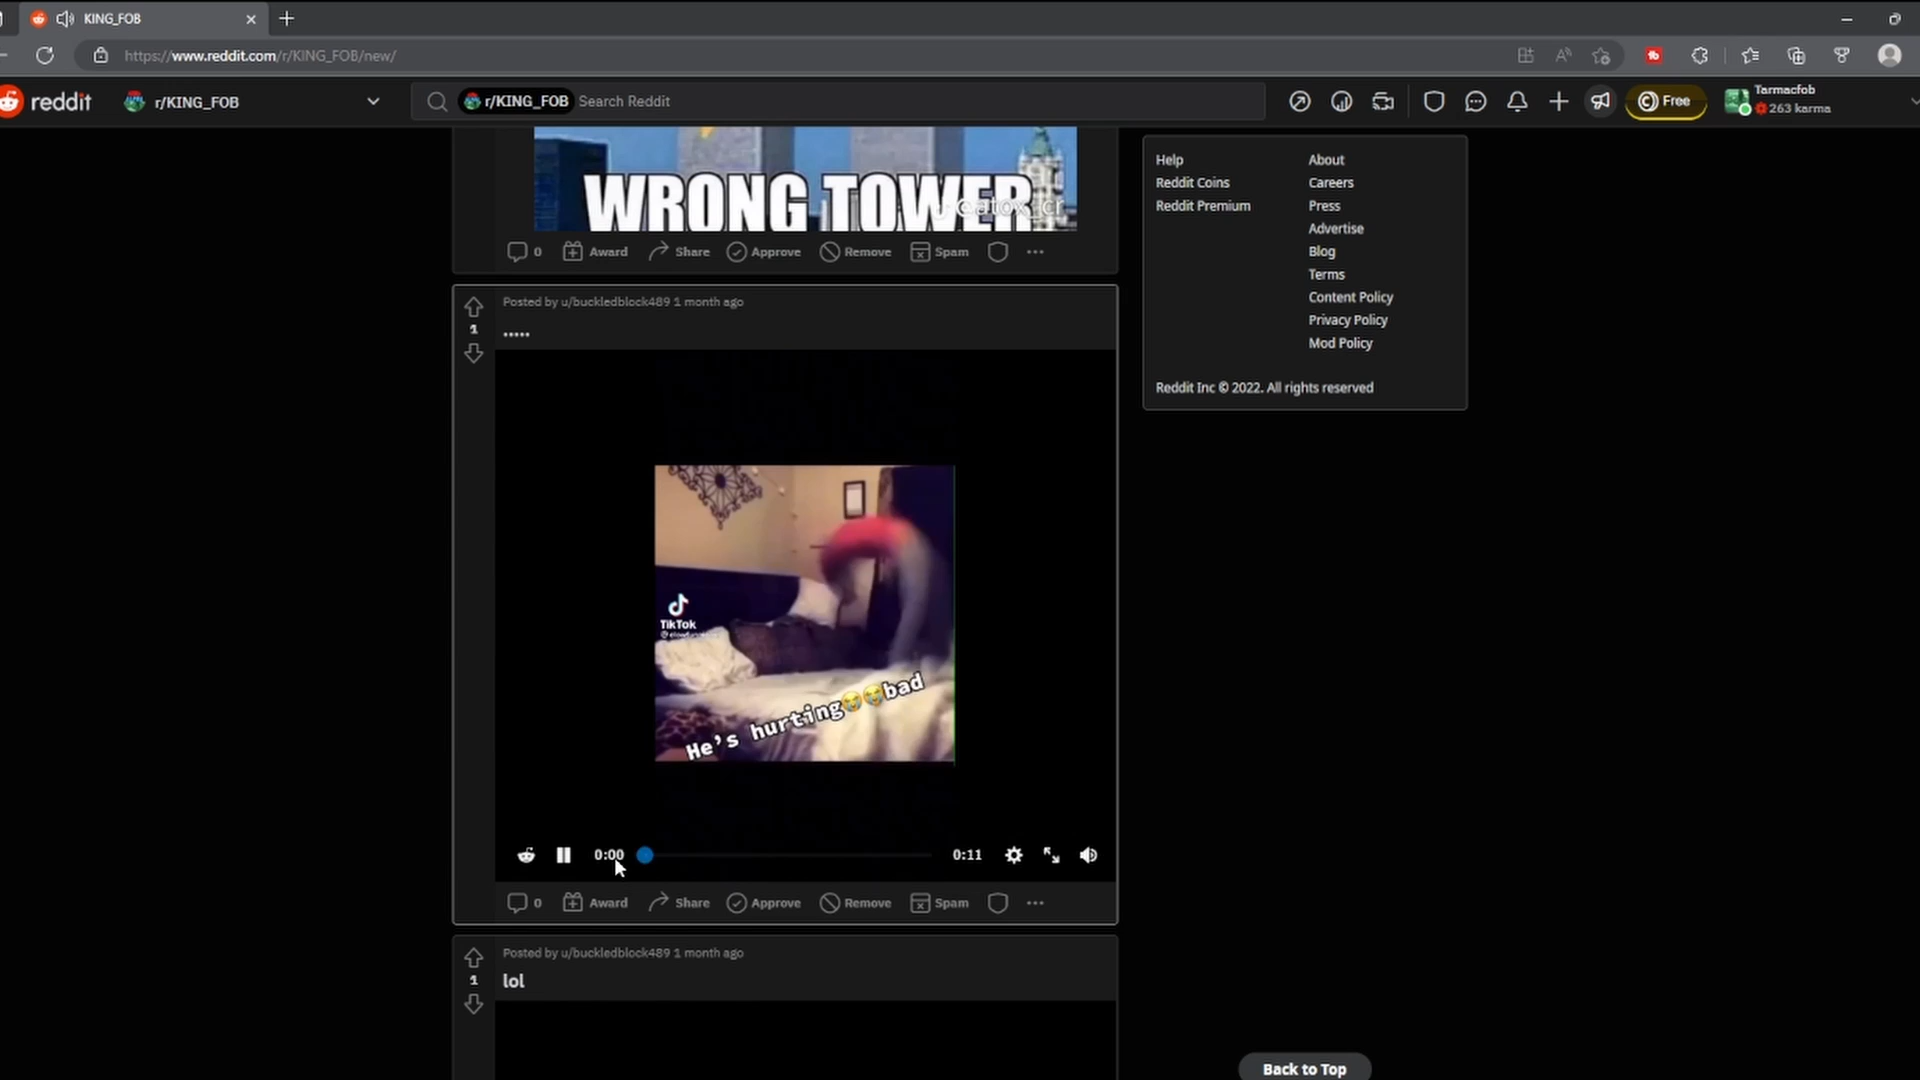 KING_FOB
https://www.reddit.com/r/KING_FOB/new/
reddit
r/KING_FOB
r/KING_FOB Search Reddit
Free
Tarmacfob
263 karma
WRONG TOWER
0 Award Share Approve Remove Spam
Help
Reddit Coins
Reddit Premium
About
Careers
Press
Advertise
Blog
Terms
Content Policy
Privacy Policy
Mod Policy
Reddit Inc © 2022. All rights reserved
1
Posted by u/buckledblock489 1 month ago
.....
TikTok
He's hurting😭😭bad
0:00
0:11
0 Award Share Approve Remove Spam
1
Posted by u/buckledblock489 1 month ago
lol
Back to Top